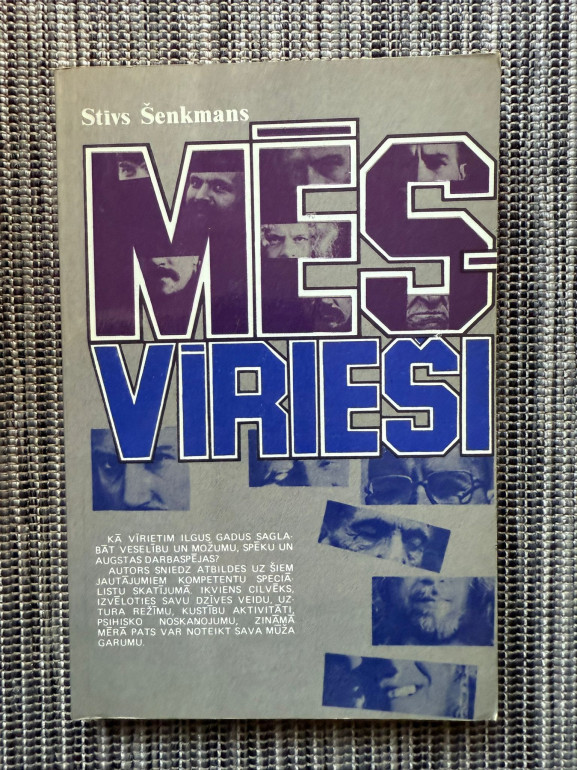 Stīvs Šenkmans
MĒS
VĪRIEŠI
KĀ VĪRIETIM ILGUS GADUS SAGLA-
BĀT VESELĪBU UN MOŽUMU, SPĒKU UN
AUGSTAS DARBASPĒJAS?
AUTORS SNIEDZ ATBILDES UZ ŠIEM
JAUTĀJUMIEM KOMPETENTU SPECIĀ-
LISTU SKATĪJUMĀ. IKVIENS CILVĒKS,
IZVĒLOTIES SAVU DZĪVES VEIDU, UZ-
TURA REŽĪMU, KUSTĪBU AKTIVITĀTI,
PSIHISKO NOSKAŅOJUMU, ZINĀMĀ
MĒRĀ PATS VAR NOTEIKT SAVA MŪŽA
GARUMU.